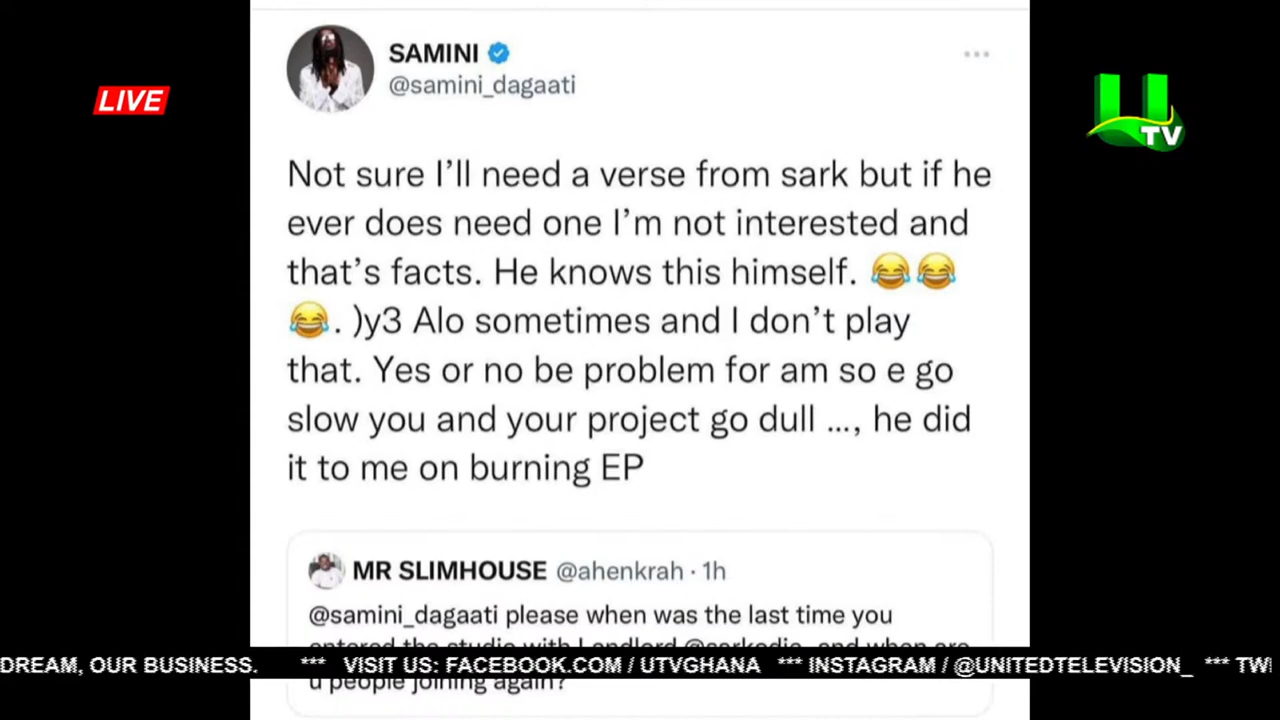 SAMINI
@samini_dagaati
LIVE
U
TV
Not sure I’ll need a verse from sark but if he
ever does need one I’m not interested and
that’s facts. He knows this himself. 😂😂
😂. )y3 Alo sometimes and I don’t play
that. Yes or no be problem for am so e go
slow you and your project go dull ..., he did
it to me on burning EP
MR SLIMHOUSE @ahenkrah · 1h
@samini_dagaati please when was the last time you
entered the studio with Landlord @sarkodie, and when are
u people joining again?
DREAM, OUR BUSINESS. *** VISIT US: FACEBOOK.COM / UTVGHANA *** INSTAGRAM / @UNITEDTELEVISION_ *** TW